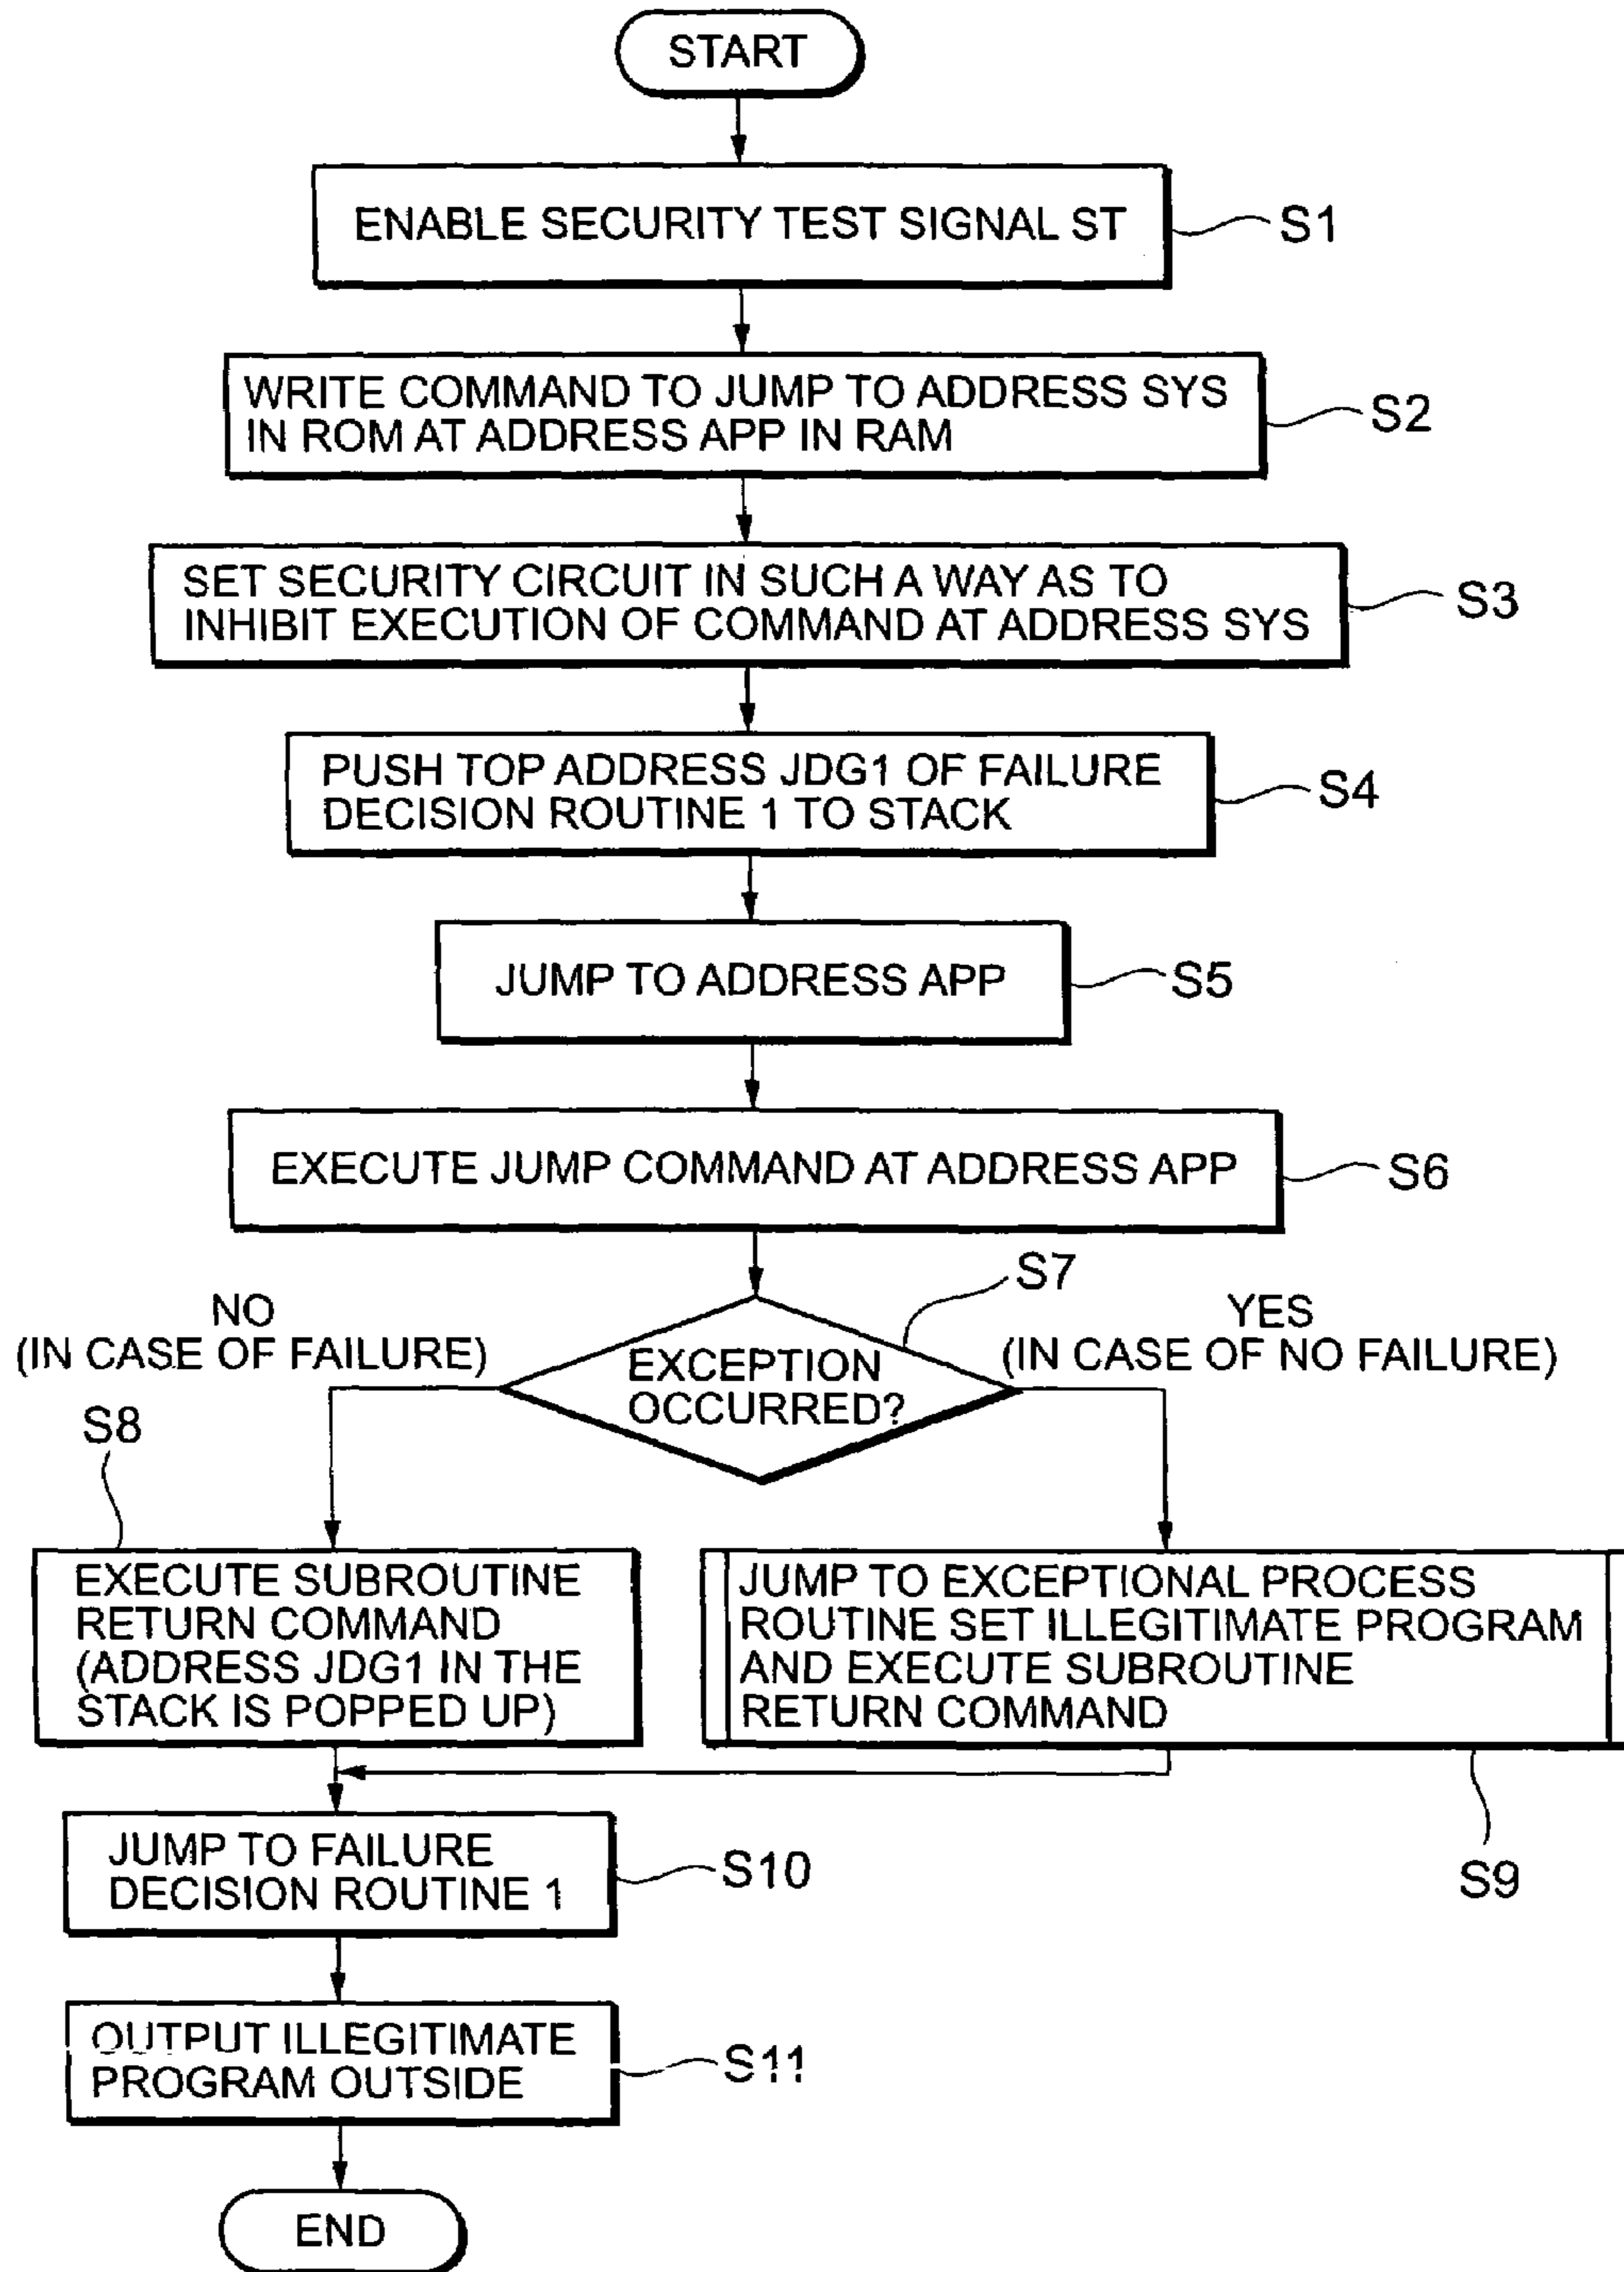 START
ENABLE SECURITY TEST SIGNAL ST
S1
WRITE COMMAND TO JUMP TO ADDRESS SYS
IN ROM AT ADDRESS APP IN RAM
S2
SET SECURITY CIRCUIT IN SUCH A WAY AS TO
INHIBIT EXECUTION OF COMMAND AT ADDRESS SYS
S3
PUSH TOP ADDRESS JDG1 OF FAILURE
DECISION ROUTINE 1 TO STACK
S4
JUMP TO ADDRESS APP
S5
EXECUTE JUMP COMMAND AT ADDRESS APP
S6
S7
NO
(IN CASE OF FAILURE)
EXCEPTION
OCCURRED?
YES
(IN CASE OF NO FAILURE)
S8
EXECUTE SUBROUTINE
RETURN COMMAND
(ADDRESS JDG1 IN THE
STACK IS POPPED UP)
JUMP TO EXCEPTIONAL PROCESS
ROUTINE SET ILLEGITIMATE PROGRAM
AND EXECUTE SUBROUTINE
RETURN COMMAND
S9
JUMP TO FAILURE
DECISION ROUTINE 1
S10
OUTPUT ILLEGITIMATE
PROGRAM OUTSIDE
S11
END